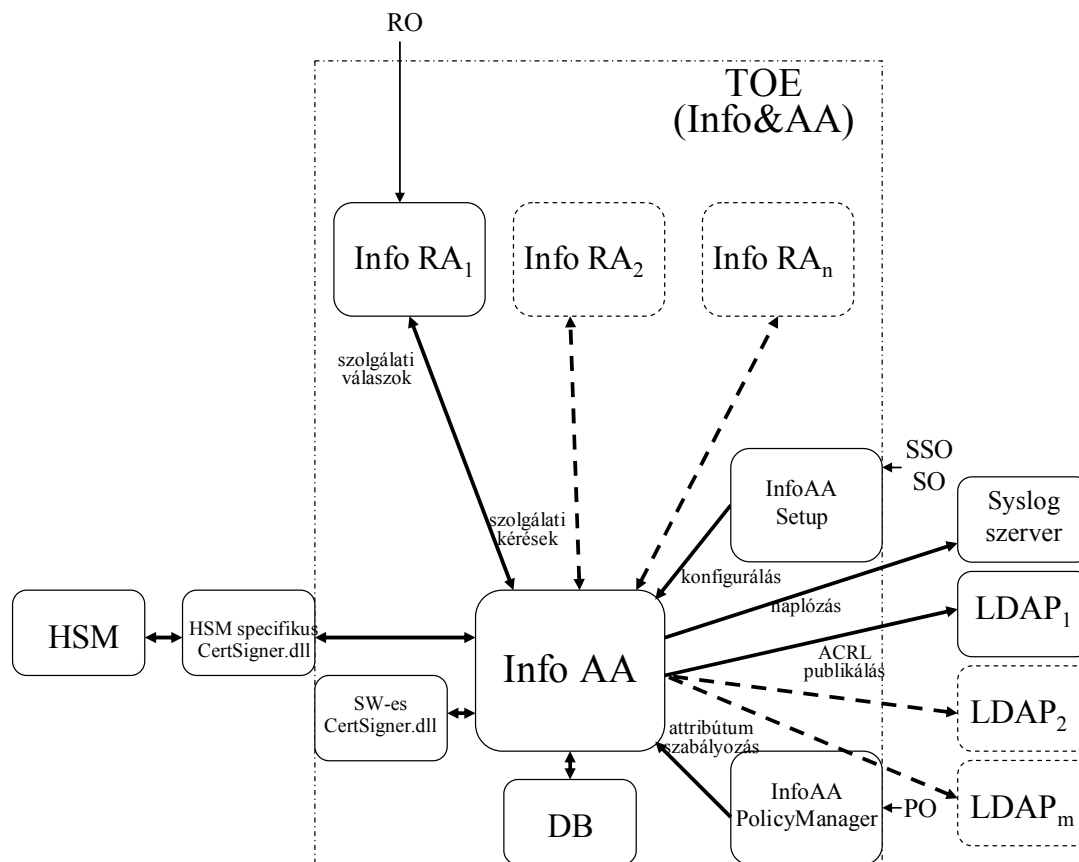 RO
TOE
(Info&AA)
Info RA₁
Info RA₂
Info RAₙ
szolgálati
válaszok
szolgálati
kérések
InfoAA
Setup
SSO
SO
Syslog
szerver
konfigurálás
naplózás
HSM
HSM specifikus
CertSigner.dll
Info AA
LDAP₁
ACRL
publikálás
SW-es
CertSigner.dll
LDAP₂
attribútum
szabályozás
DB
InfoAA
PolicyManager
PO
LDAPₘ